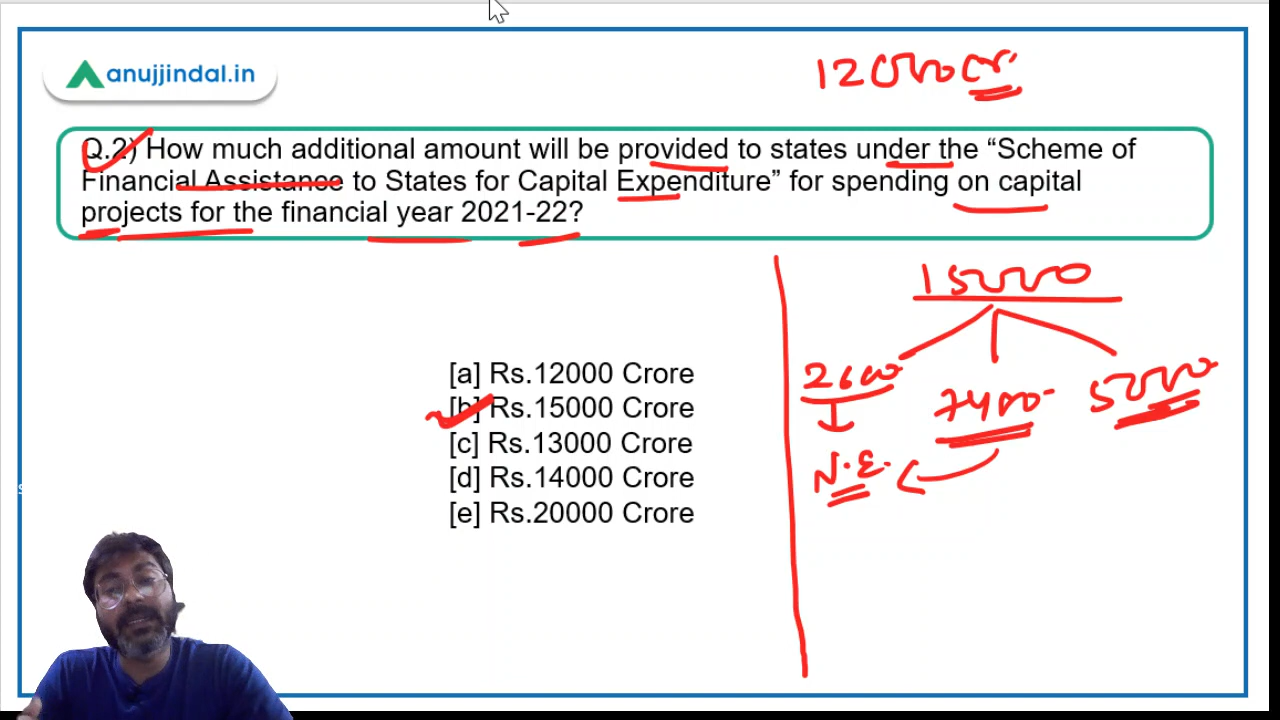 anujjindal.in
12000 cr.
Q.2) How much additional amount will be provided to states under the “Scheme of
Financial Assistance to States for Capital Expenditure” for spending on capital
projects for the financial year 2021-22?
15000
2600
7400
5000
N.E.
[a] Rs.12000 Crore
[b] Rs.15000 Crore
[c] Rs.13000 Crore
[d] Rs.14000 Crore
[e] Rs.20000 Crore